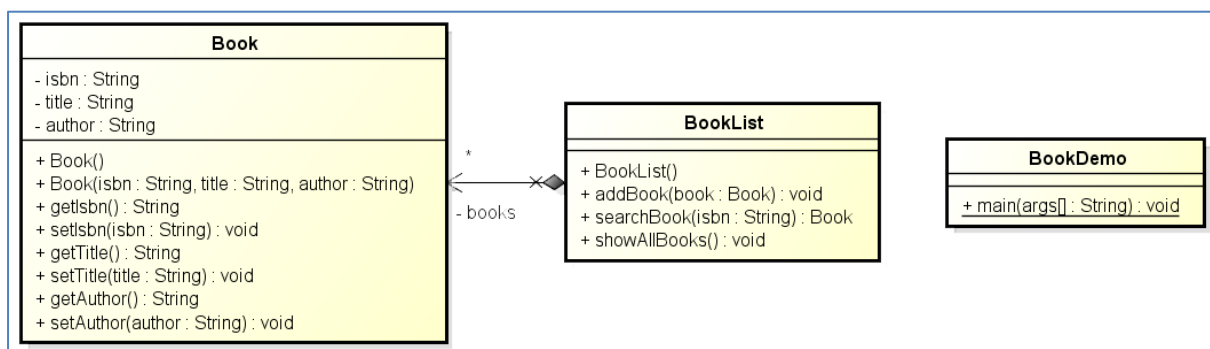 Book
- isbn : String
- title : String
- author : String
+ Book()
+ Book(isbn : String, title : String, author : String)
+ getIsbn() : String
+ setIsbn(isbn : String) : void
+ getTitle() : String
+ setTitle(title : String) : void
+ getAuthor() : String
+ setAuthor(author : String) : void
*
- books
BookList
+ BookList()
+ addBook(book : Book) : void
+ searchBook(isbn : String) : Book
+ showAllBooks() : void
BookDemo
+ main(args[] : String) : void